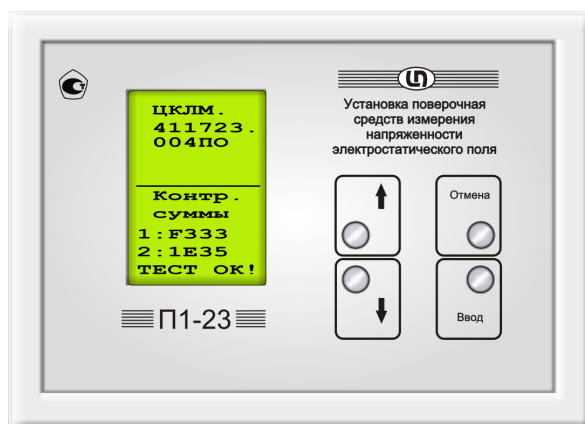 ЦКЛМ.
411723.
004ПО
Контр.
суммы
1:F333
2:1E35
ТЕСТ ОК!
П1-23
Установка поверочная
средств измерения
напряженности
электростатического поля
Отмена
Ввод